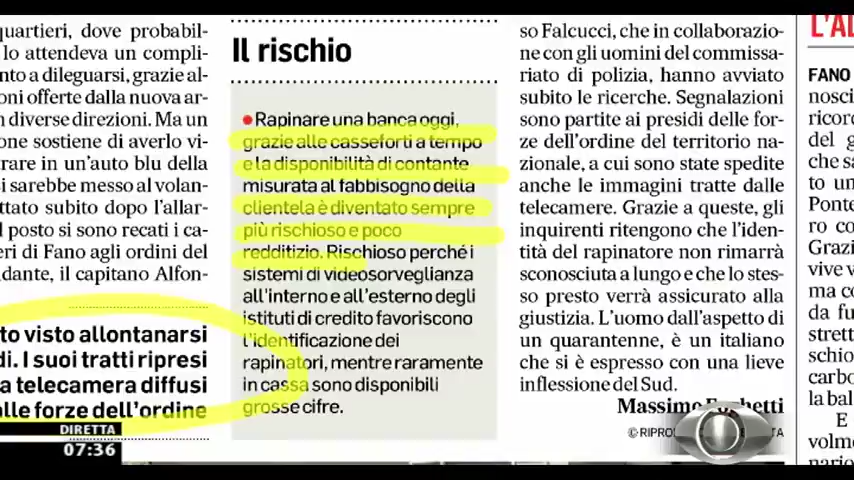 quartieri, dove probabil-
lo attendeva un compli-
nto a dileguarsi, grazie al-
oni offerte dalla nuova ar-
n diverse direzioni. Ma un
one sostiene di averlo vi-
rare in un'auto blu della
si sarebbe messo al volan-
tato subito dopo l'allar-
l posto si sono recati i ca-
eri di Fano agli ordini del
dante, il capitano Alfon-
to visto allontanarsi
di. I suoi tratti ripresi
a telecamera diffusi
alle forze dell'ordine
Il rischio
Rapinare una banca oggi,
grazie alle casseforti a tempo
e la disponibilità di contante
misurata al fabbisogno della
clientela è diventato sempre
più rischioso e poco
redditizio. Rischioso perché i
sistemi di videosorveglianza
all'interno e all'esterno degli
istituti di credito favoriscono
l'identificazione dei
rapinatori, mentre raramente
in cassa sono disponibili
grosse cifre.
so Falcucci, che in collaborazio-
ne con gli uomini del commissa-
riato di polizia, hanno avviato
subito le ricerche. Segnalazioni
sono partite ai presidi delle for-
ze dell'ordine del territorio na-
zionale, a cui sono state spedite
anche le immagini tratte dalle
telecamere. Grazie a queste, gli
inquirenti ritengono che l'iden-
tità del rapinatore non rimarrà
sconosciuta a lungo e che lo stes-
so presto verrà assicurato alla
giustizia. L'uomo dall'aspetto di
un quarantenne, è un italiano
che si è espresso con una lieve
inflessione del Sud.
Massimo
©
L'AL
FANO
nosci
ricor
del g
che sa
to un
Ponte
ro co
Grazi
vive v
ma co
da fu
strett
schio
carbo
la bal
E
volme
nario
DIRETTA
07:36